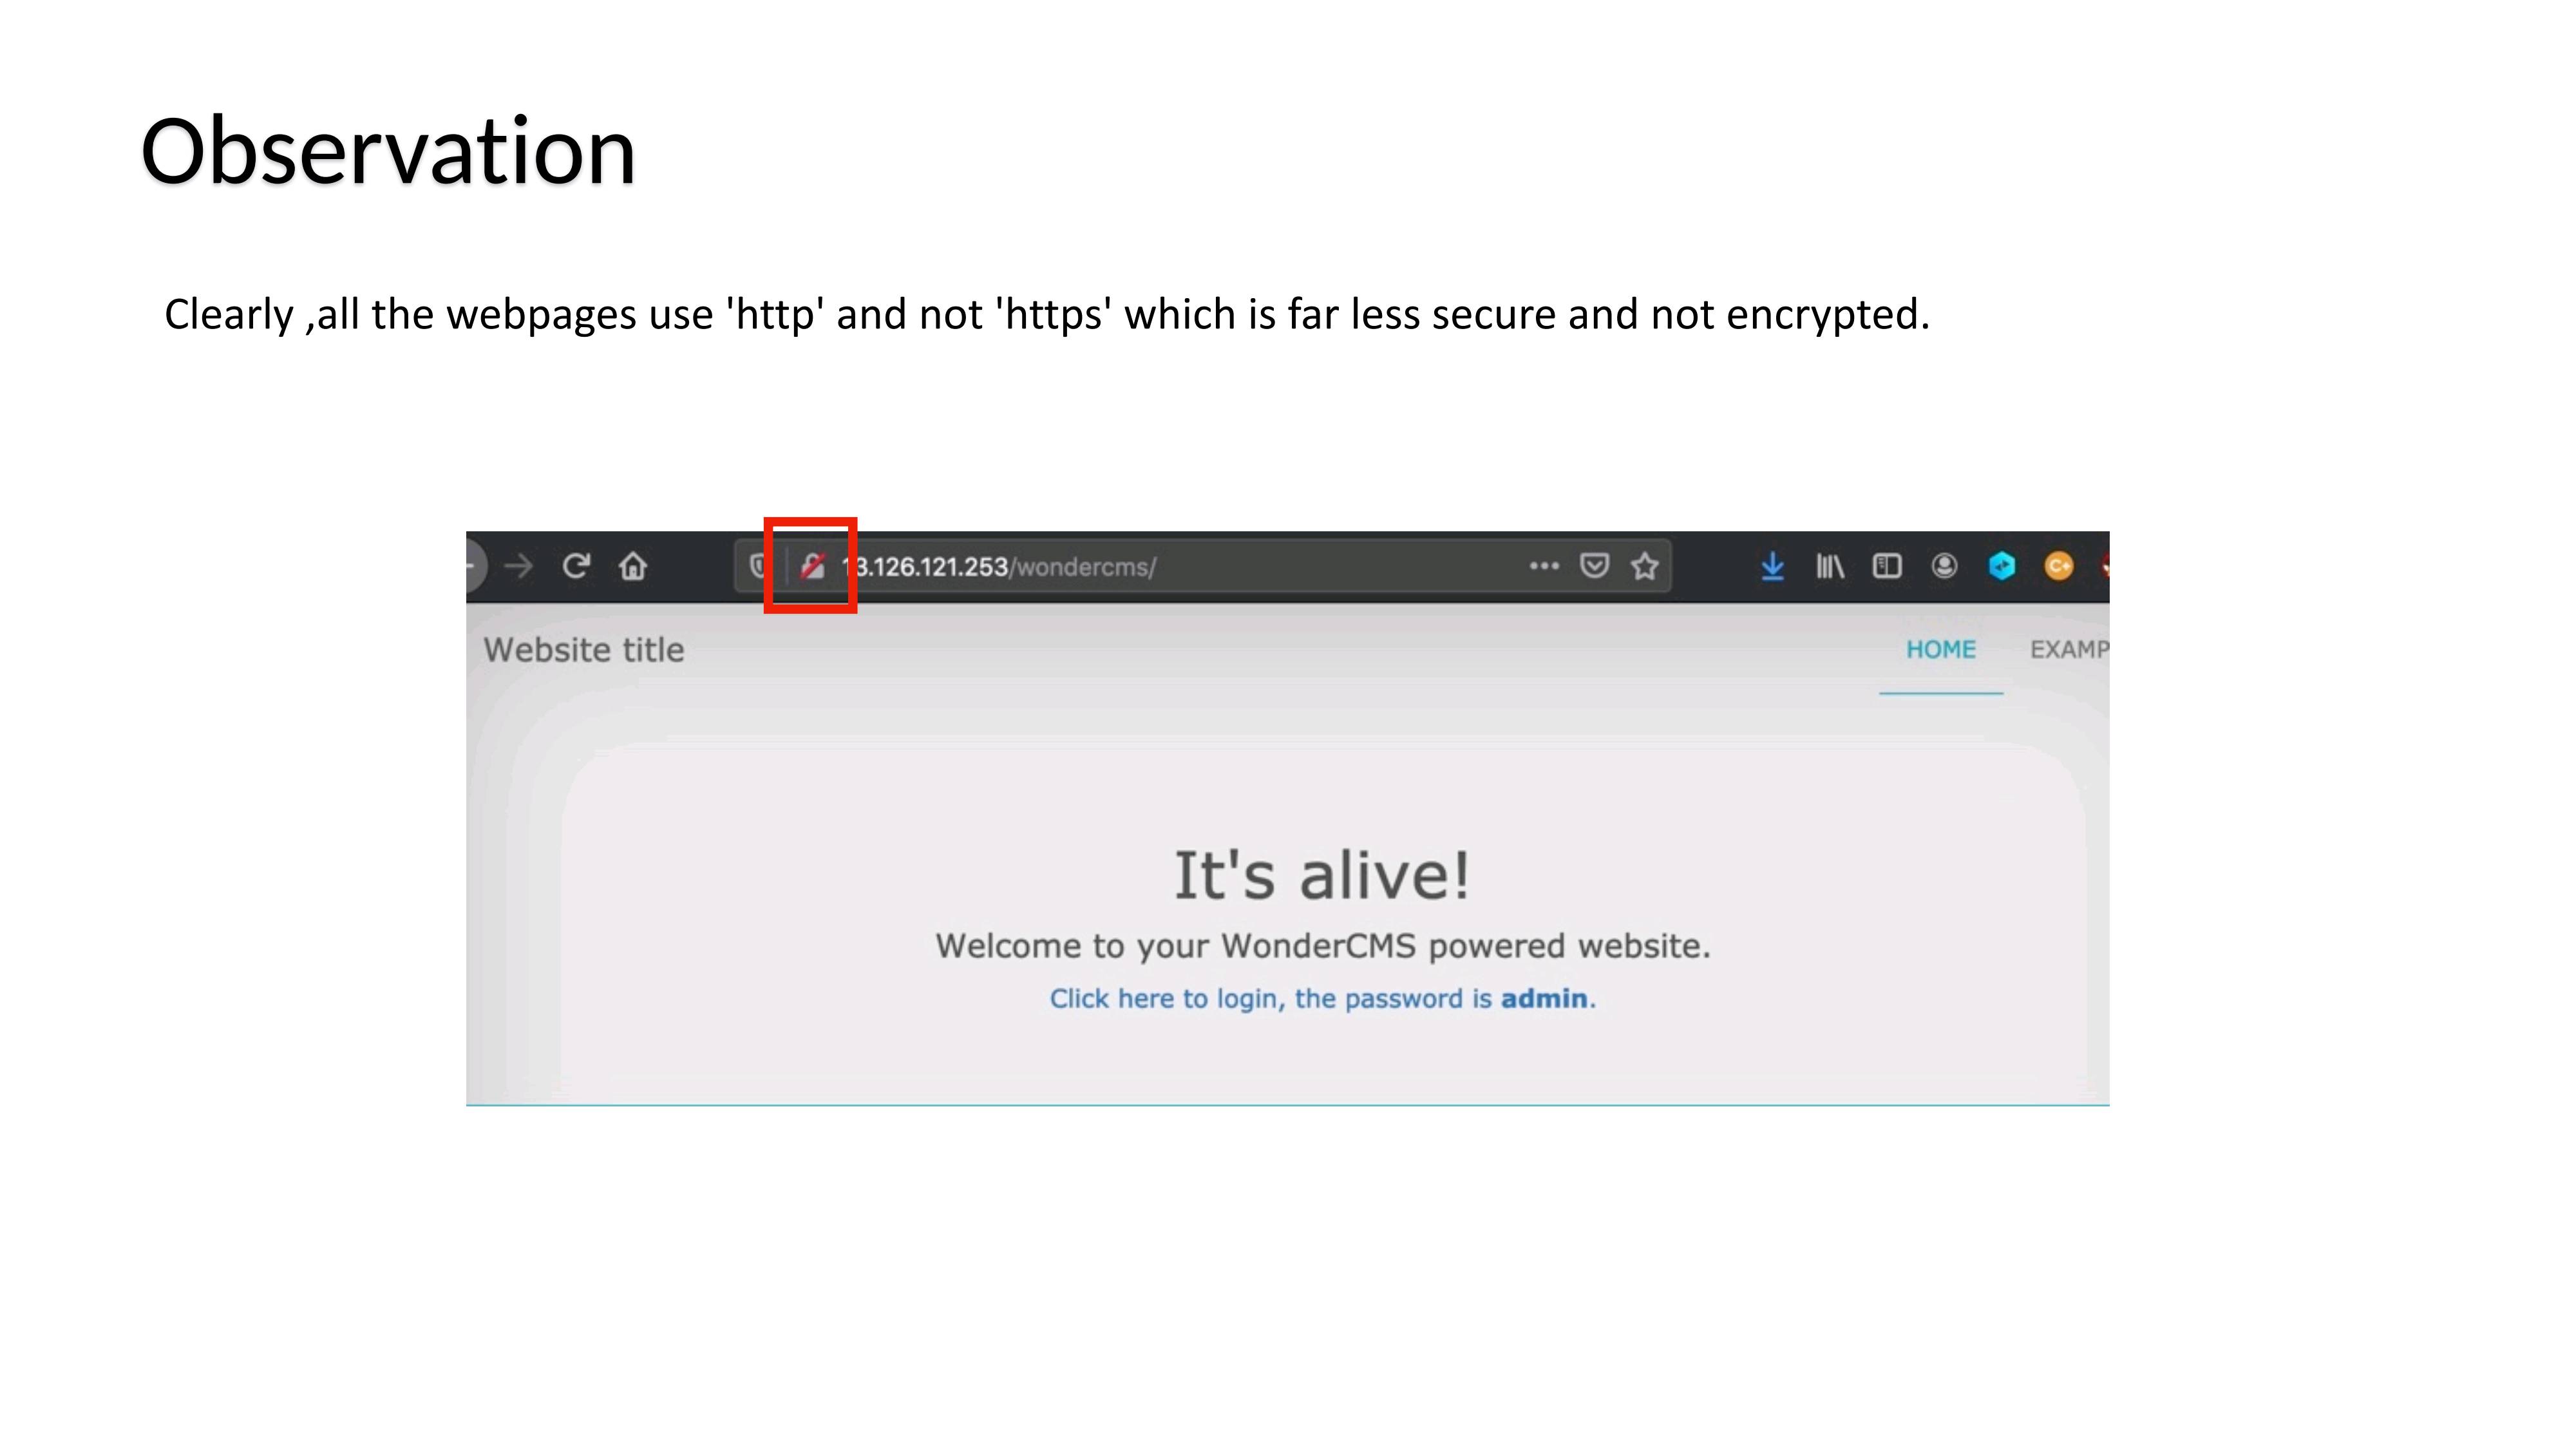 Observation
Clearly ,all the webpages use 'http' and not 'https' which is far less secure and not encrypted.
13.126.121.253/wondercms/
Website title
HOME
EXAMP
It's alive!
Welcome to your WonderCMS powered website.
Click here to login, the password is admin.